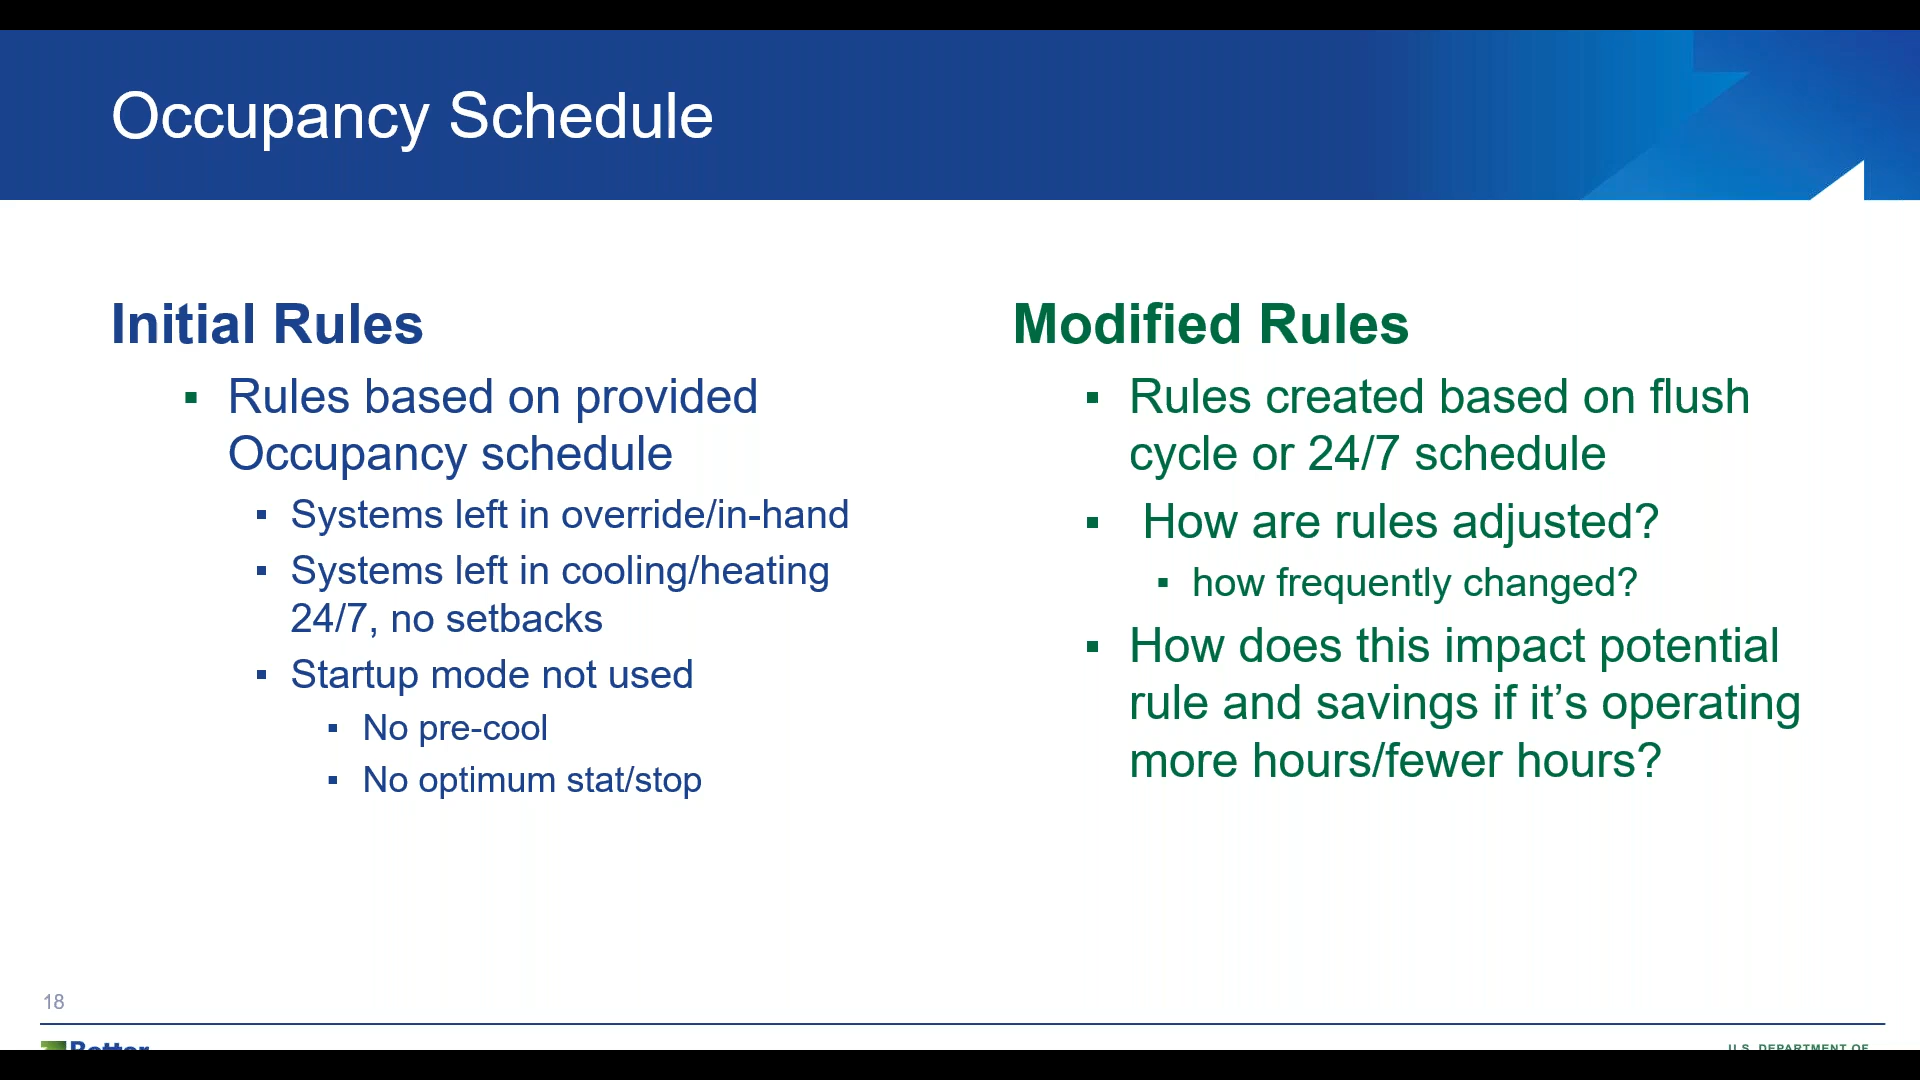 Occupancy Schedule
Initial Rules
▪ Rules based on provided
Occupancy schedule
▪ Systems left in override/in-hand
▪ Systems left in cooling/heating
24/7, no setbacks
▪ Startup mode not used
▪ No pre-cool
▪ No optimum stat/stop
Modified Rules
▪ Rules created based on flush
cycle or 24/7 schedule
▪ How are rules adjusted?
▪ how frequently changed?
▪ How does this impact potential
rule and savings if it’s operating
more hours/fewer hours?
18
Better
U.S. DEPARTMENT OF